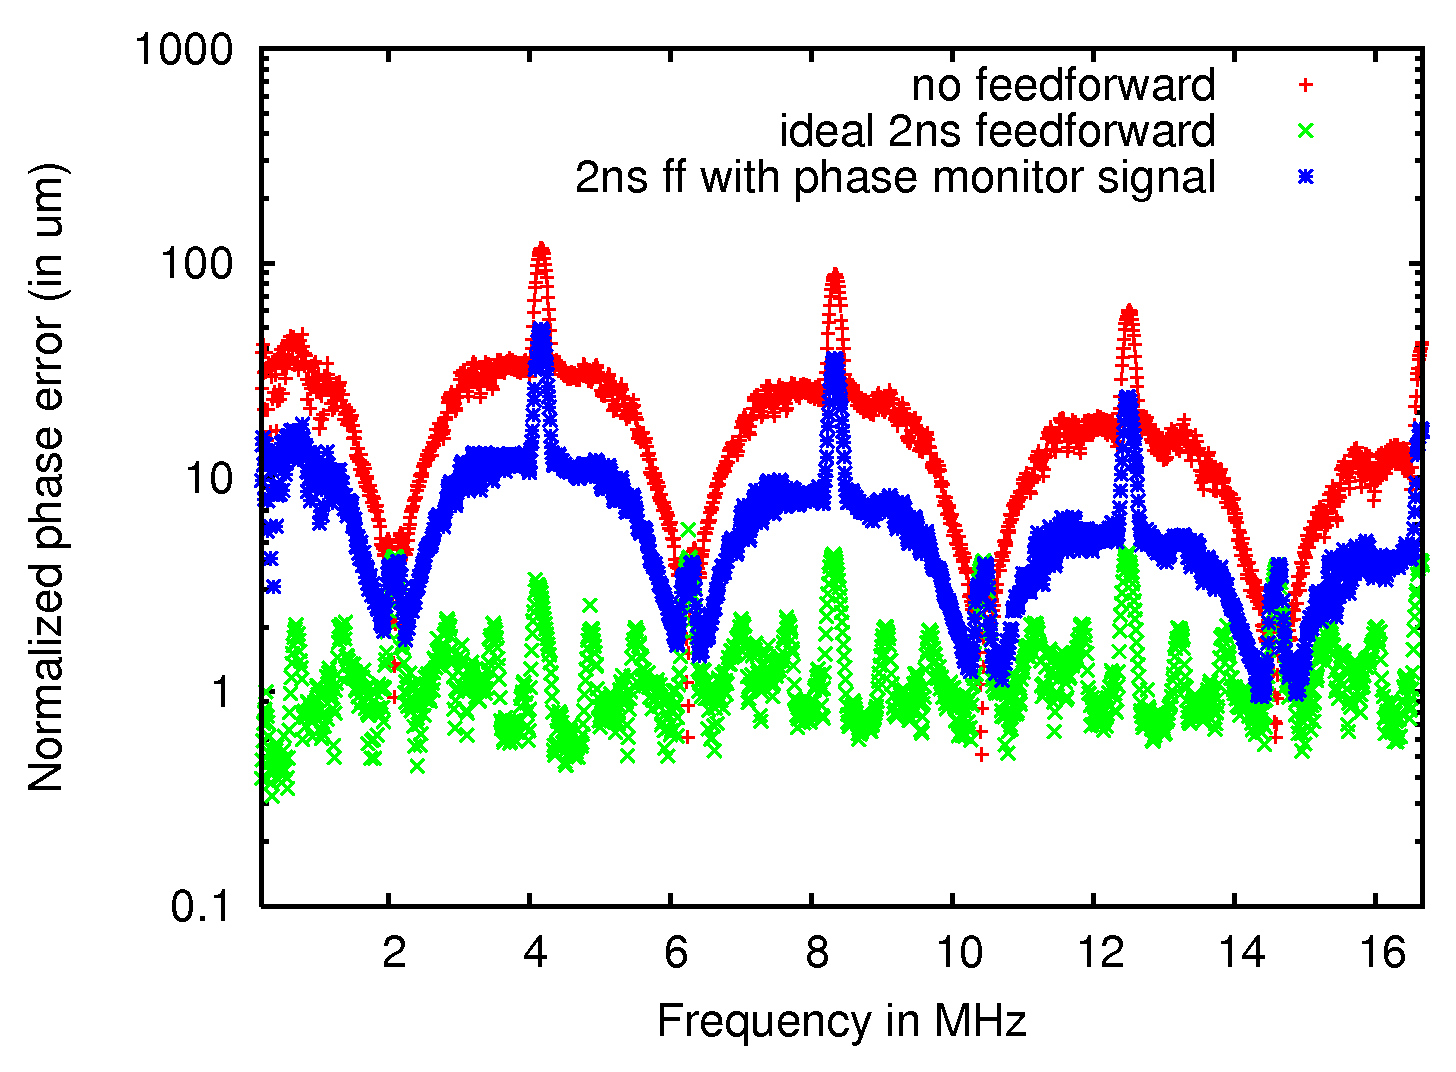 1000
100
10
1
0.1
Normalized phase error (in um)
no feedforward
ideal 2ns feedforward
2ns ff with phase monitor signal
2 4 6 8 10 12 14 16
Frequency in MHz